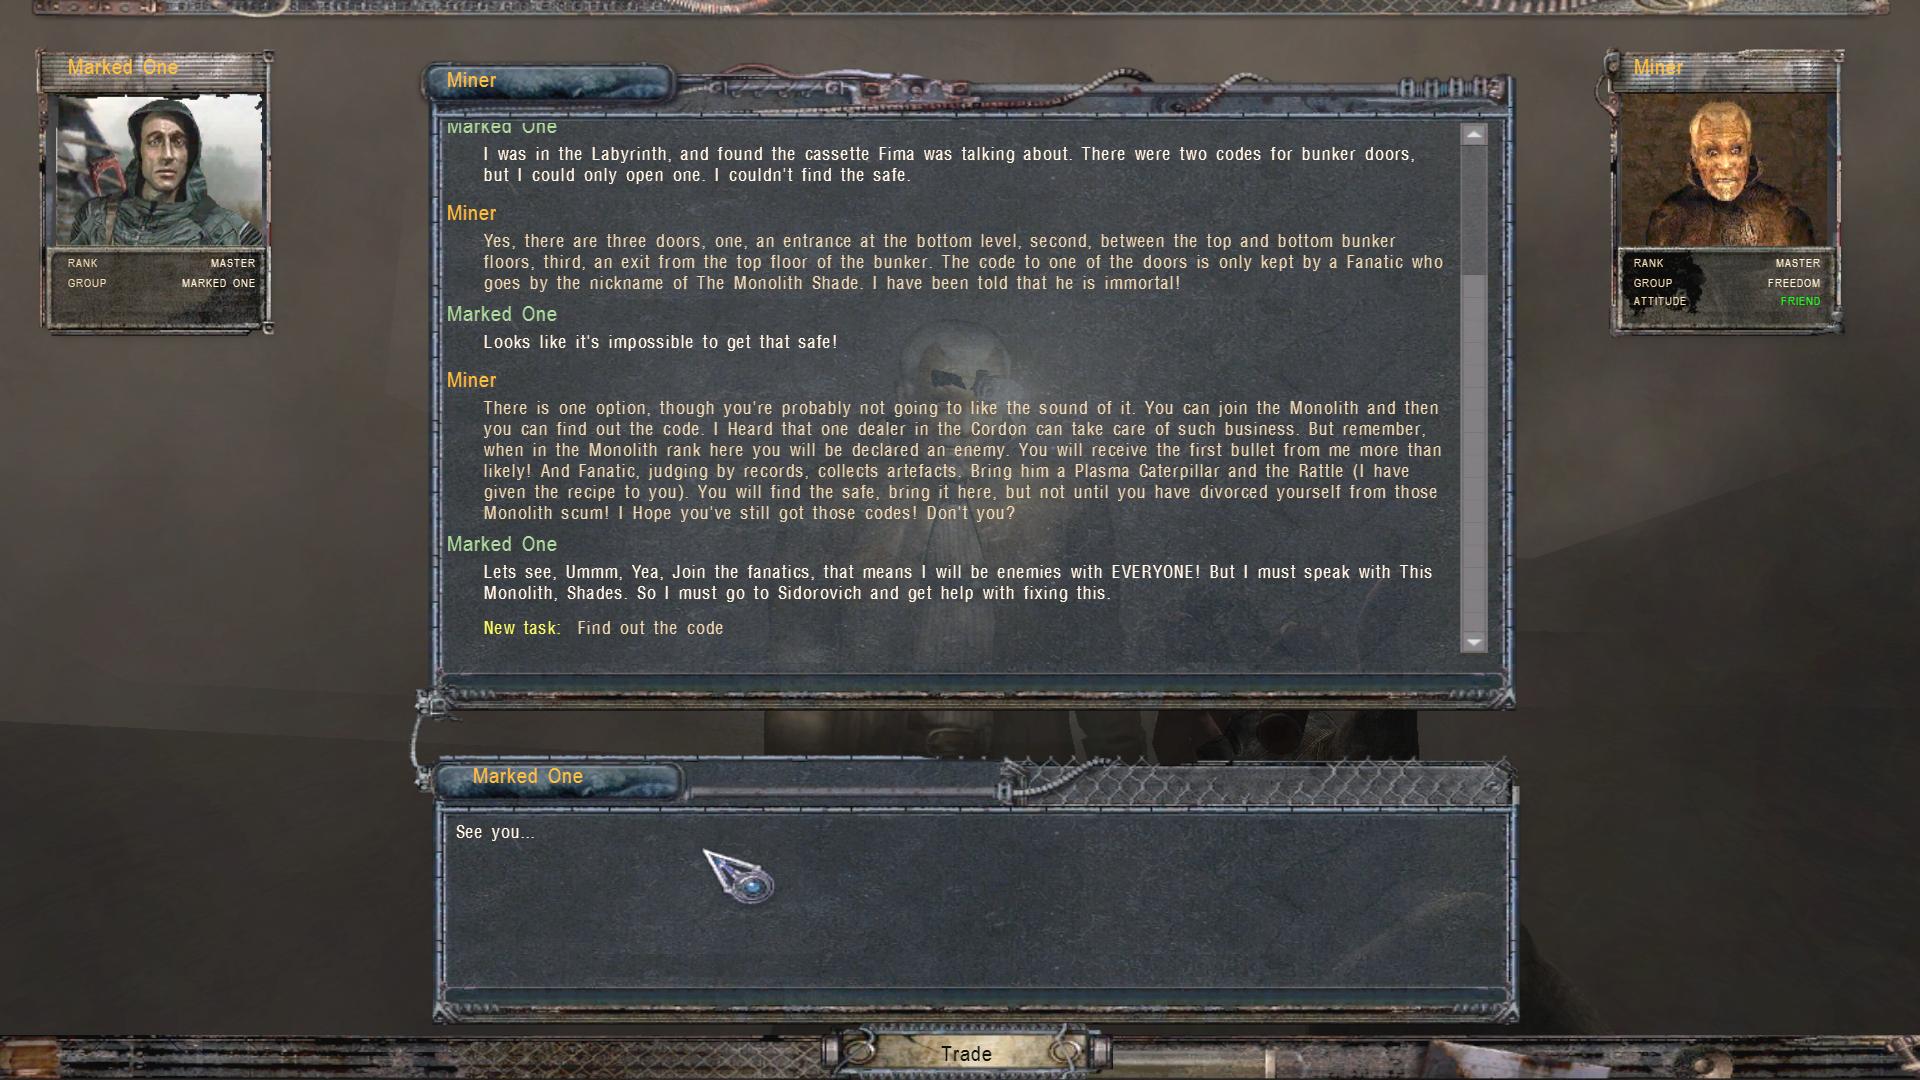 Marked One
Miner
Miner
Marked One
I was in the Labyrinth, and found the cassette Fima was talking about. There were two codes for bunker doors,
but I could only open one. I couldn't find the safe.
Miner
Yes, there are three doors, one, an entrance at the bottom level, second, between the top and bottom bunker
floors, third, an exit from the top floor of the bunker. The code to one of the doors is only kept by a Fanatic who
goes by the nickname of The Monolith Shade. I have been told that he is immortal!
Marked One
Looks like it's impossible to get that safe!
Miner
There is one option, though you're probably not going to like the sound of it. You can join the Monolith and then
you can find out the code. I Heard that one dealer in the Cordon can take care of such business. But remember,
when in the Monolith rank here you will be declared an enemy. You will receive the first bullet from me more than
likely! And Fanatic, judging by records, collects artefacts. Bring him a Plasma Caterpillar and the Rattle (I have
given the recipe to you). You will find the safe, bring it here, but not until you have divorced yourself from those
Monolith scum! I Hope you've still got those codes! Don't you?
Marked One
Lets see, Ummm, Yea, Join the fanatics, that means I will be enemies with EVERYONE! But I must speak with This
Monolith, Shades. So I must go to Sidorovich and get help with fixing this.
New task: Find out the code
RANK MASTER
GROUP MARKED ONE
RANK MASTER
GROUP FREEDOM
ATTITUDE FRIEND
Marked One
See you...
Trade